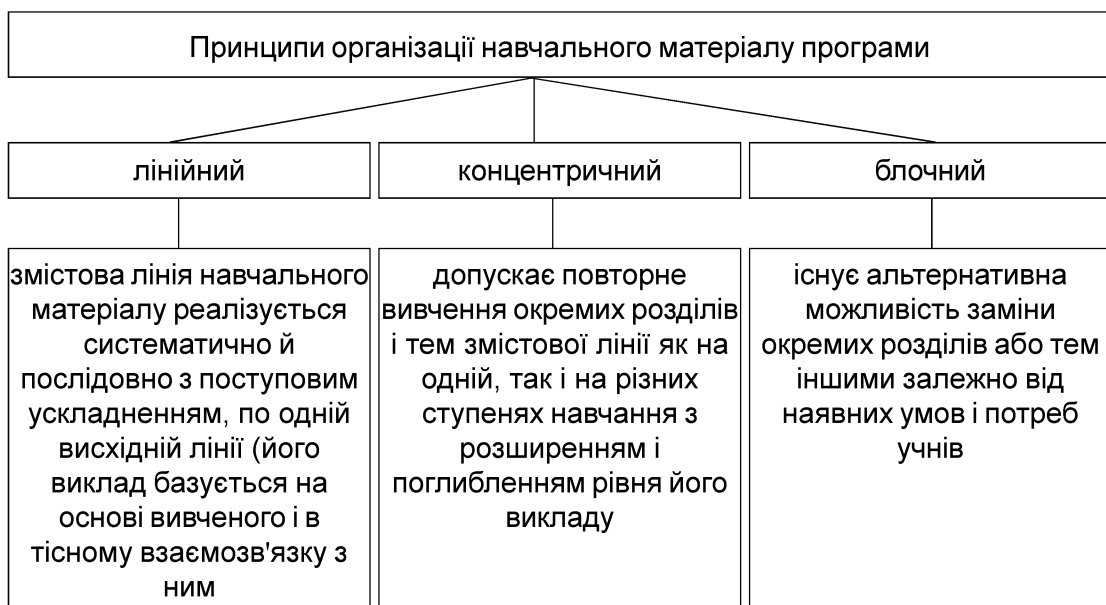 Принципи організації навчального матеріалу програми
лінійний
концентричний
блочний
змістова лінія навчального
матеріалу реалізується
систематично й
послідовно з поступовим
ускладненням, по одній
висхідній лінії (його
виклад базується на
основі вивченого і в
тісному взаємозв'язку з
ним
допускає повторне
вивчення окремих розділів
і тем змістової лінії як на
одній, так і на різних
ступенях навчання з
розширенням і
поглибленням рівня його
викладу
існує альтернативна
можливість заміни
окремих розділів або тем
іншими залежно від
наявних умов і потреб
учнів